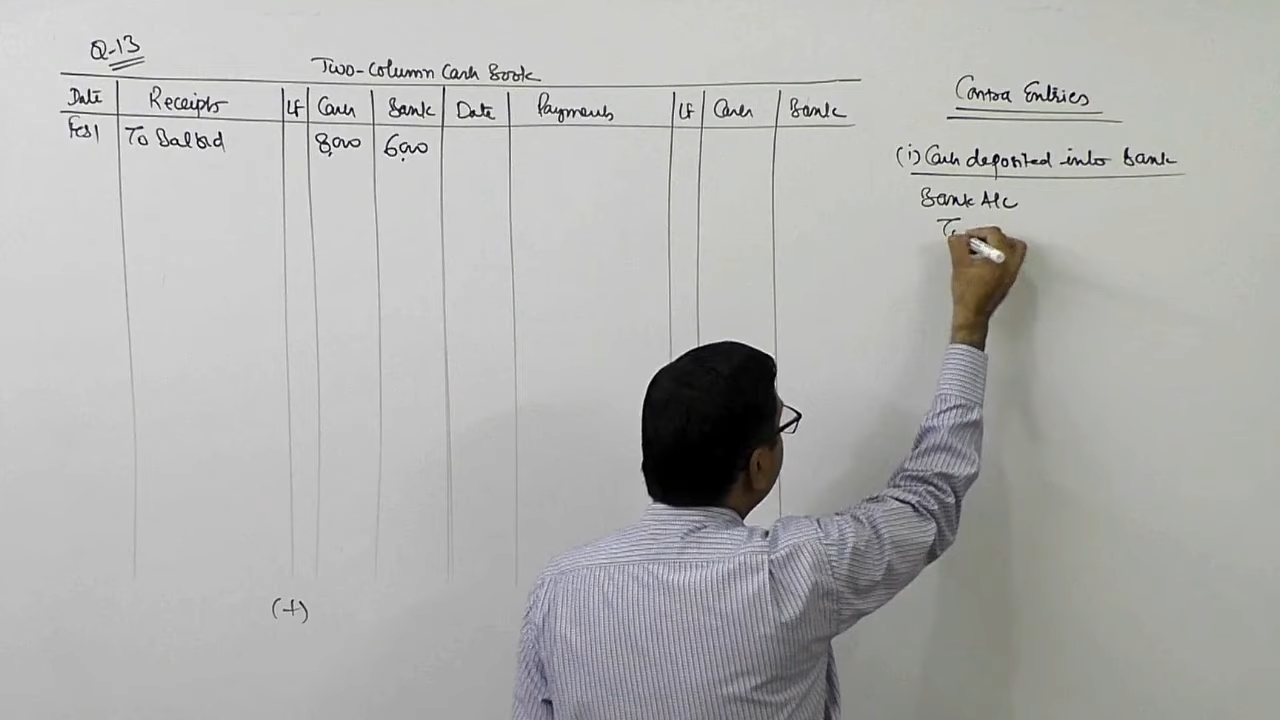 Q-13
Two-Column Cash Book
Date Receipts LF Cash Bank Date Payments LF Cash Bank
Feb1 To Bal b/d 8,000 6,000
(+)
Contra Entries
(i) Cash deposited into Bank
Bank A/c
To